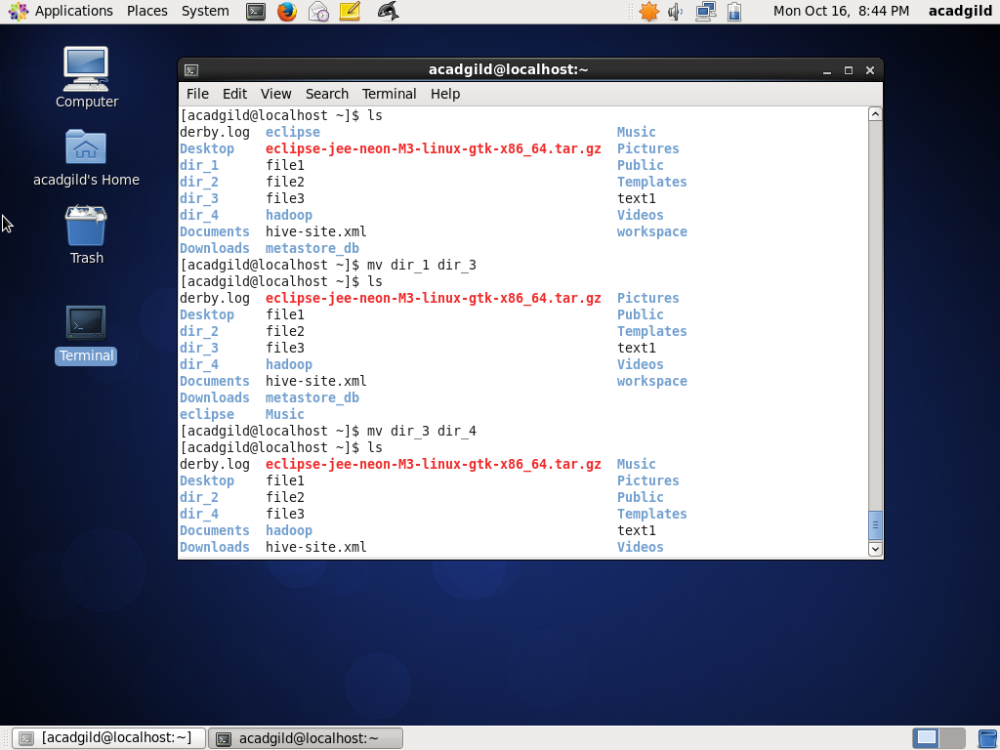 Applications Places System Mon Oct 16, 8:44 PM acadgild
Computer
acadgild's Home
Trash
Terminal
acadgild@localhost:~
File Edit View Search Terminal Help
[acadgild@localhost ~]$ ls
derby.log eclipse Music
Desktop eclipse-jee-neon-M3-linux-gtk-x86_64.tar.gz Pictures
dir_1 file1 Public
dir_2 file2 Templates
dir_3 file3 text1
dir_4 hadoop Videos
Documents hive-site.xml workspace
Downloads metastore_db
[acadgild@localhost ~]$ mv dir_1 dir_3
[acadgild@localhost ~]$ ls
derby.log eclipse-jee-neon-M3-linux-gtk-x86_64.tar.gz Pictures
Desktop file1 Public
dir_2 file2 Templates
dir_3 file3 text1
dir_4 hadoop Videos
Documents hive-site.xml workspace
Downloads metastore_db
eclipse Music
[acadgild@localhost ~]$ mv dir_3 dir_4
[acadgild@localhost ~]$ ls
derby.log eclipse-jee-neon-M3-linux-gtk-x86_64.tar.gz Music
Desktop file1 Pictures
dir_2 file2 Public
dir_4 file3 Templates
Documents hadoop text1
Downloads hive-site.xml Videos
[acadgild@localhost:~] acadgild@localhost:~